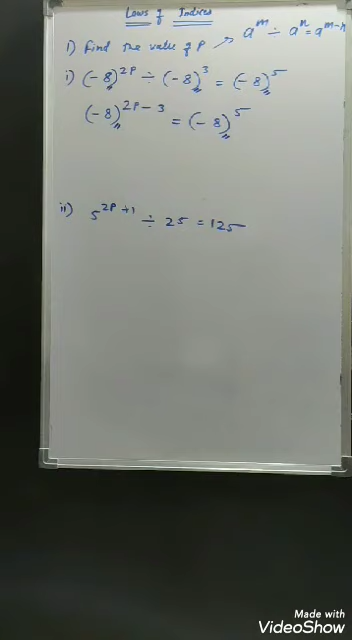 Laws of Indices
1) Find the value of P → a^m ÷ a^n = a^{m-n}
i) (-8)^{2P} ÷ (-8)^3 = (-8)^5
(-8)^{2P-3} = (-8)^5
ii) 5^{2P+1} ÷ 25 = 125
Made with
VideoShow